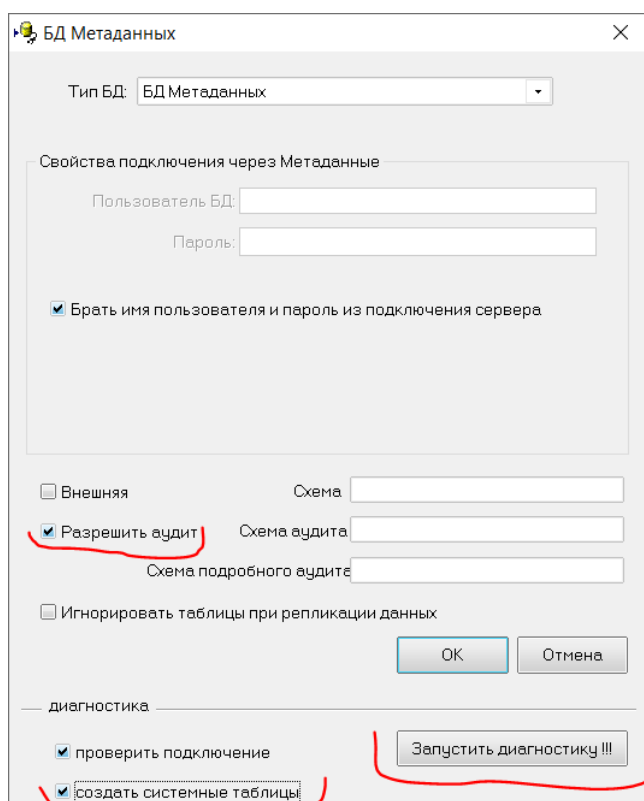 БД Метаданных
Тип БД: БД Метаданных
Свойства подключения через Метаданные
Пользователь БД:
Пароль:
Брать имя пользователя и пароль из подключения сервера
Внешняя Схема
Разрешить аудит Схема аудита
Схема подробного аудита
Игнорировать таблицы при репликации данных
ОК Отмена
диагностика
проверить подключение Запустить диагностику !!!
создать системные таблицы